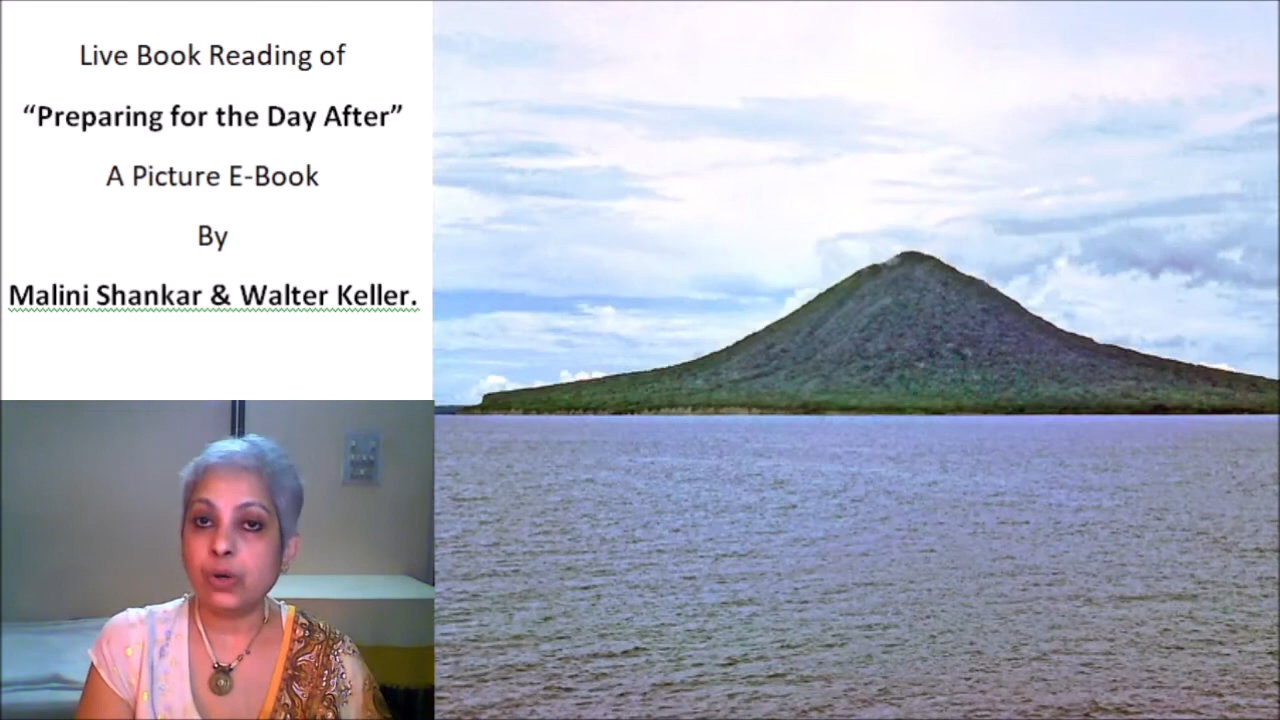 Live Book Reading of
“Preparing for the Day After”
A Picture E-Book
By
Malini Shankar & Walter Keller.